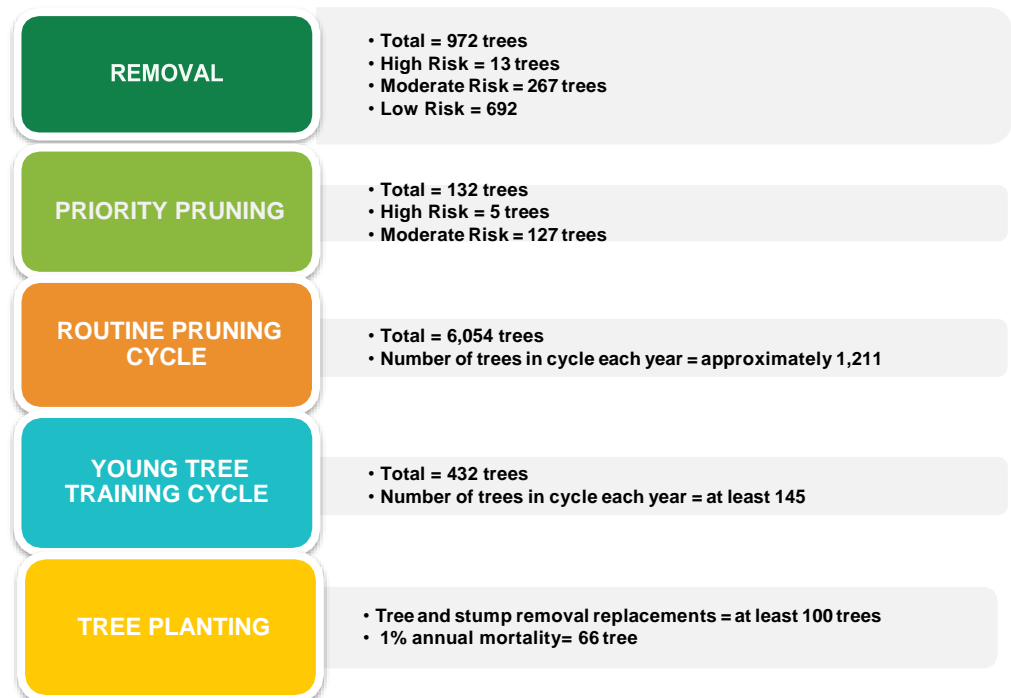 REMOVAL
• Total = 972 trees
• High Risk = 13 trees
• Moderate Risk = 267 trees
• Low Risk = 692
PRIORITY PRUNING
• Total = 132 trees
• High Risk = 5 trees
• Moderate Risk = 127 trees
ROUTINE PRUNING
CYCLE
• Total = 6,054 trees
• Number of trees in cycle each year = approximately 1,211
YOUNG TREE
TRAINING CYCLE
• Total = 432 trees
• Number of trees in cycle each year = at least 145
TREE PLANTING
• Tree and stump removal replacements = at least 100 trees
• 1% annual mortality= 66 tree